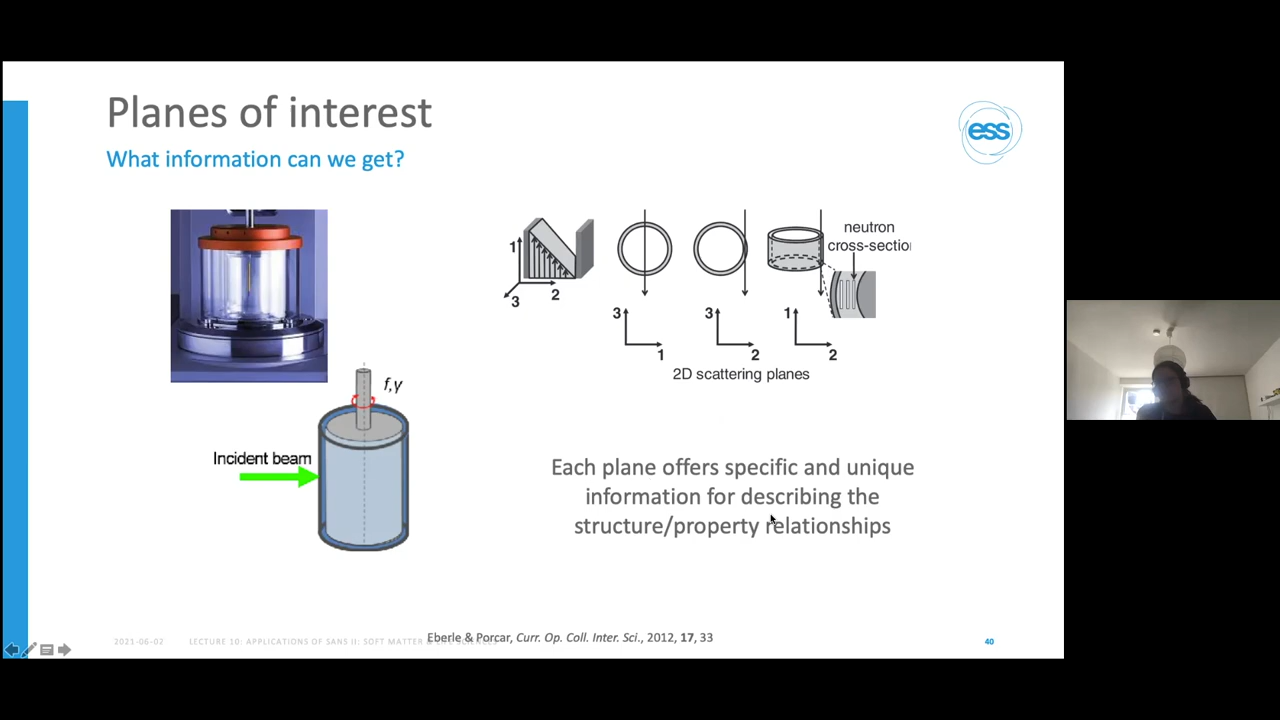 Planes of interest
What information can we get?
ess
neutron
cross-sectio
1
3
2
3
1
3
2
1
2
2D scattering planes
f,γ
Incident beam
Each plane offers specific and unique
information for describing the
structure/property relationships
2021-06-02 LECTURE 10: APPLICATIONS OF SANS II: SOFT MATTER
Eberle & Porcar, Curr. Op. Coll. Inter. Sci., 2012, 17, 33
40